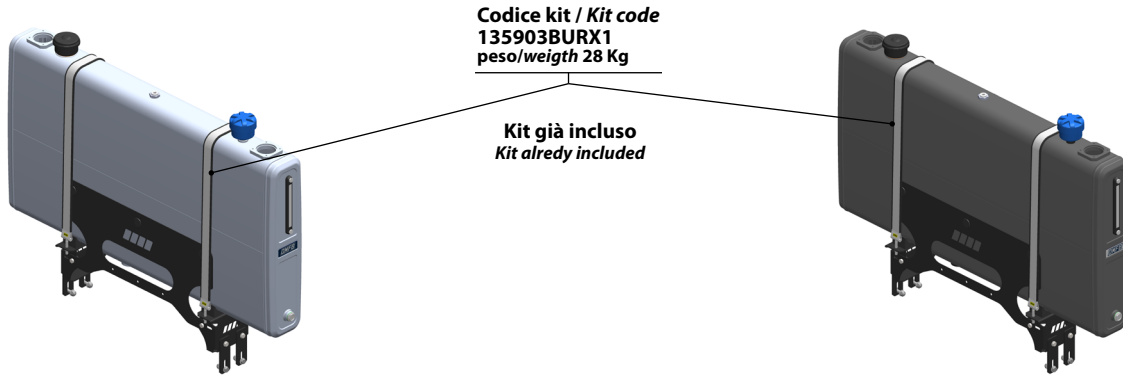 Codice kit / Kit code
135903BURX1
peso/weigth 28 Kg
Kit già incluso
Kit alredy included